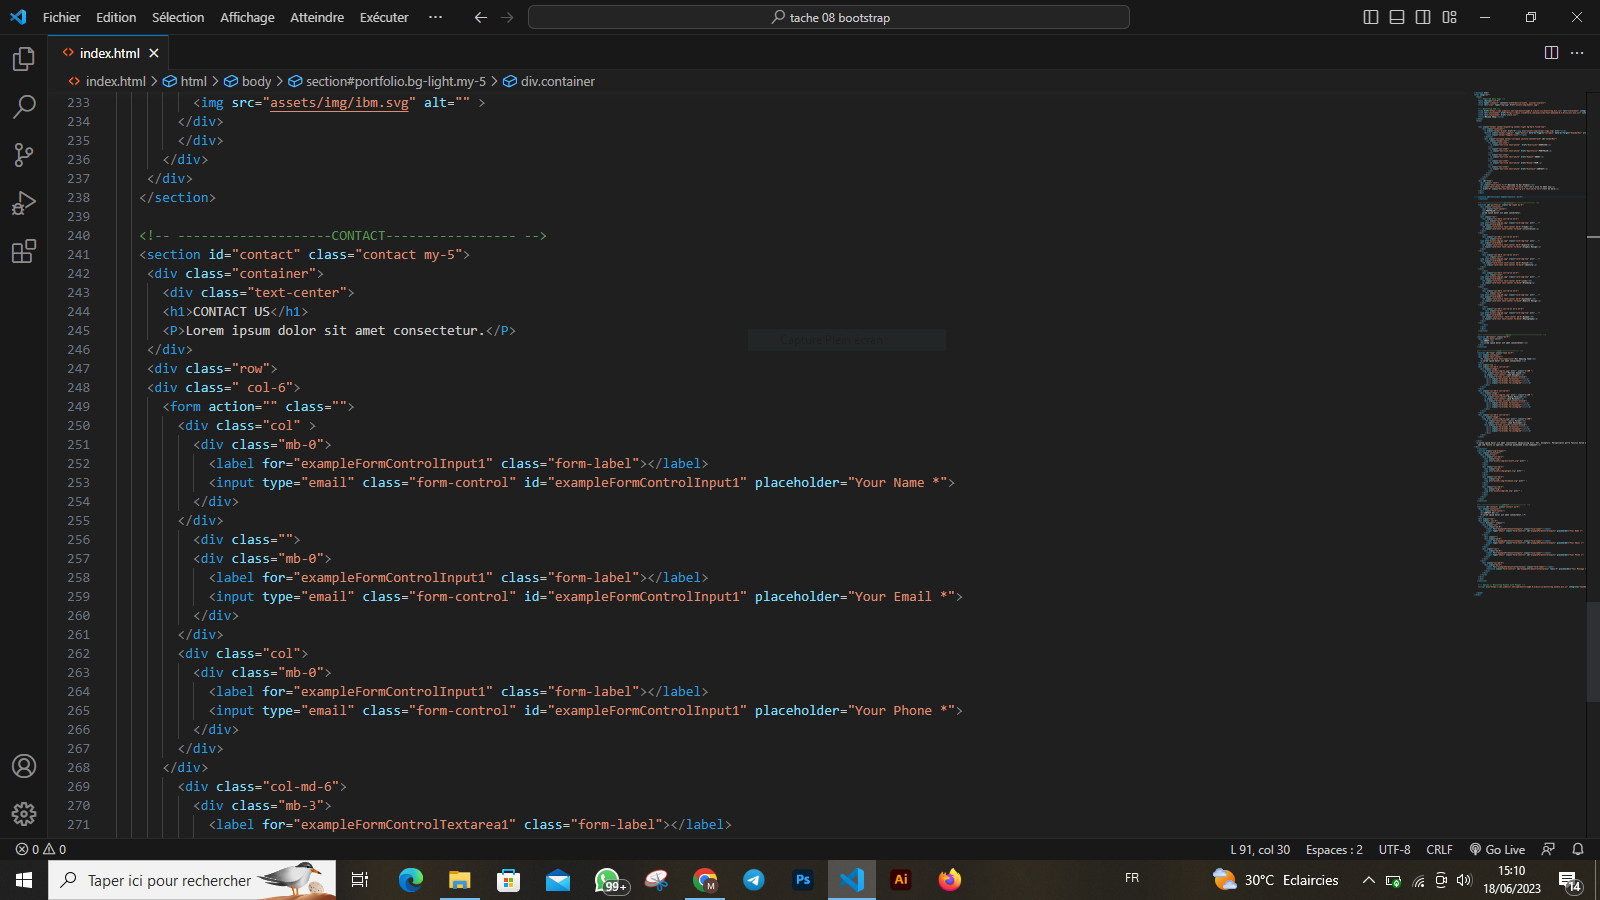 Fichier Edition Sélection Affichage Atteindre Exécuter ··· tache 08 bootstrap
index.html
index.html > html > body > section#portfolio.bg-light.my-5 > div.container
233 <img src="assets/img/ibm.svg" alt="" >
234 </div>
235 </div>
236 </div>
237 </div>
238 </section>
239
240 <!-- --------------------CONTACT----------------- -->
241 <section id="contact" class="contact my-5">
242 <div class="container">
243 <div class="text-center">
244 <h1>CONTACT US</h1>
245 <P>Lorem ipsum dolor sit amet consectetur.</P>
246 </div>
247 <div class="row">
248 <div class=" col-6">
249 <form action="" class="">
250 <div class="col" >
251 <div class="mb-0">
252 <label for="exampleFormControlInput1" class="form-label"></label>
253 <input type="email" class="form-control" id="exampleFormControlInput1" placeholder="Your Name *">
254 </div>
255 </div>
256 <div class="">
257 <div class="mb-0">
258 <label for="exampleFormControlInput1" class="form-label"></label>
259 <input type="email" class="form-control" id="exampleFormControlInput1" placeholder="Your Email *">
260 </div>
261 </div>
262 <div class="col">
263 <div class="mb-0">
264 <label for="exampleFormControlInput1" class="form-label"></label>
265 <input type="email" class="form-control" id="exampleFormControlInput1" placeholder="Your Phone *">
266 </div>
267 </div>
268 </div>
269 <div class="col-md-6">
270 <div class="mb-3">
271 <label for="exampleFormControlTextarea1" class="form-label"></label>
Capture Plein écran
0 0 L 91, col 30 Espaces : 2 UTF-8 CRLF Go Live
Taper ici pour rechercher 99+ M Ps Ai FR 30°C Eclaircies 15:10
18/06/2023 14